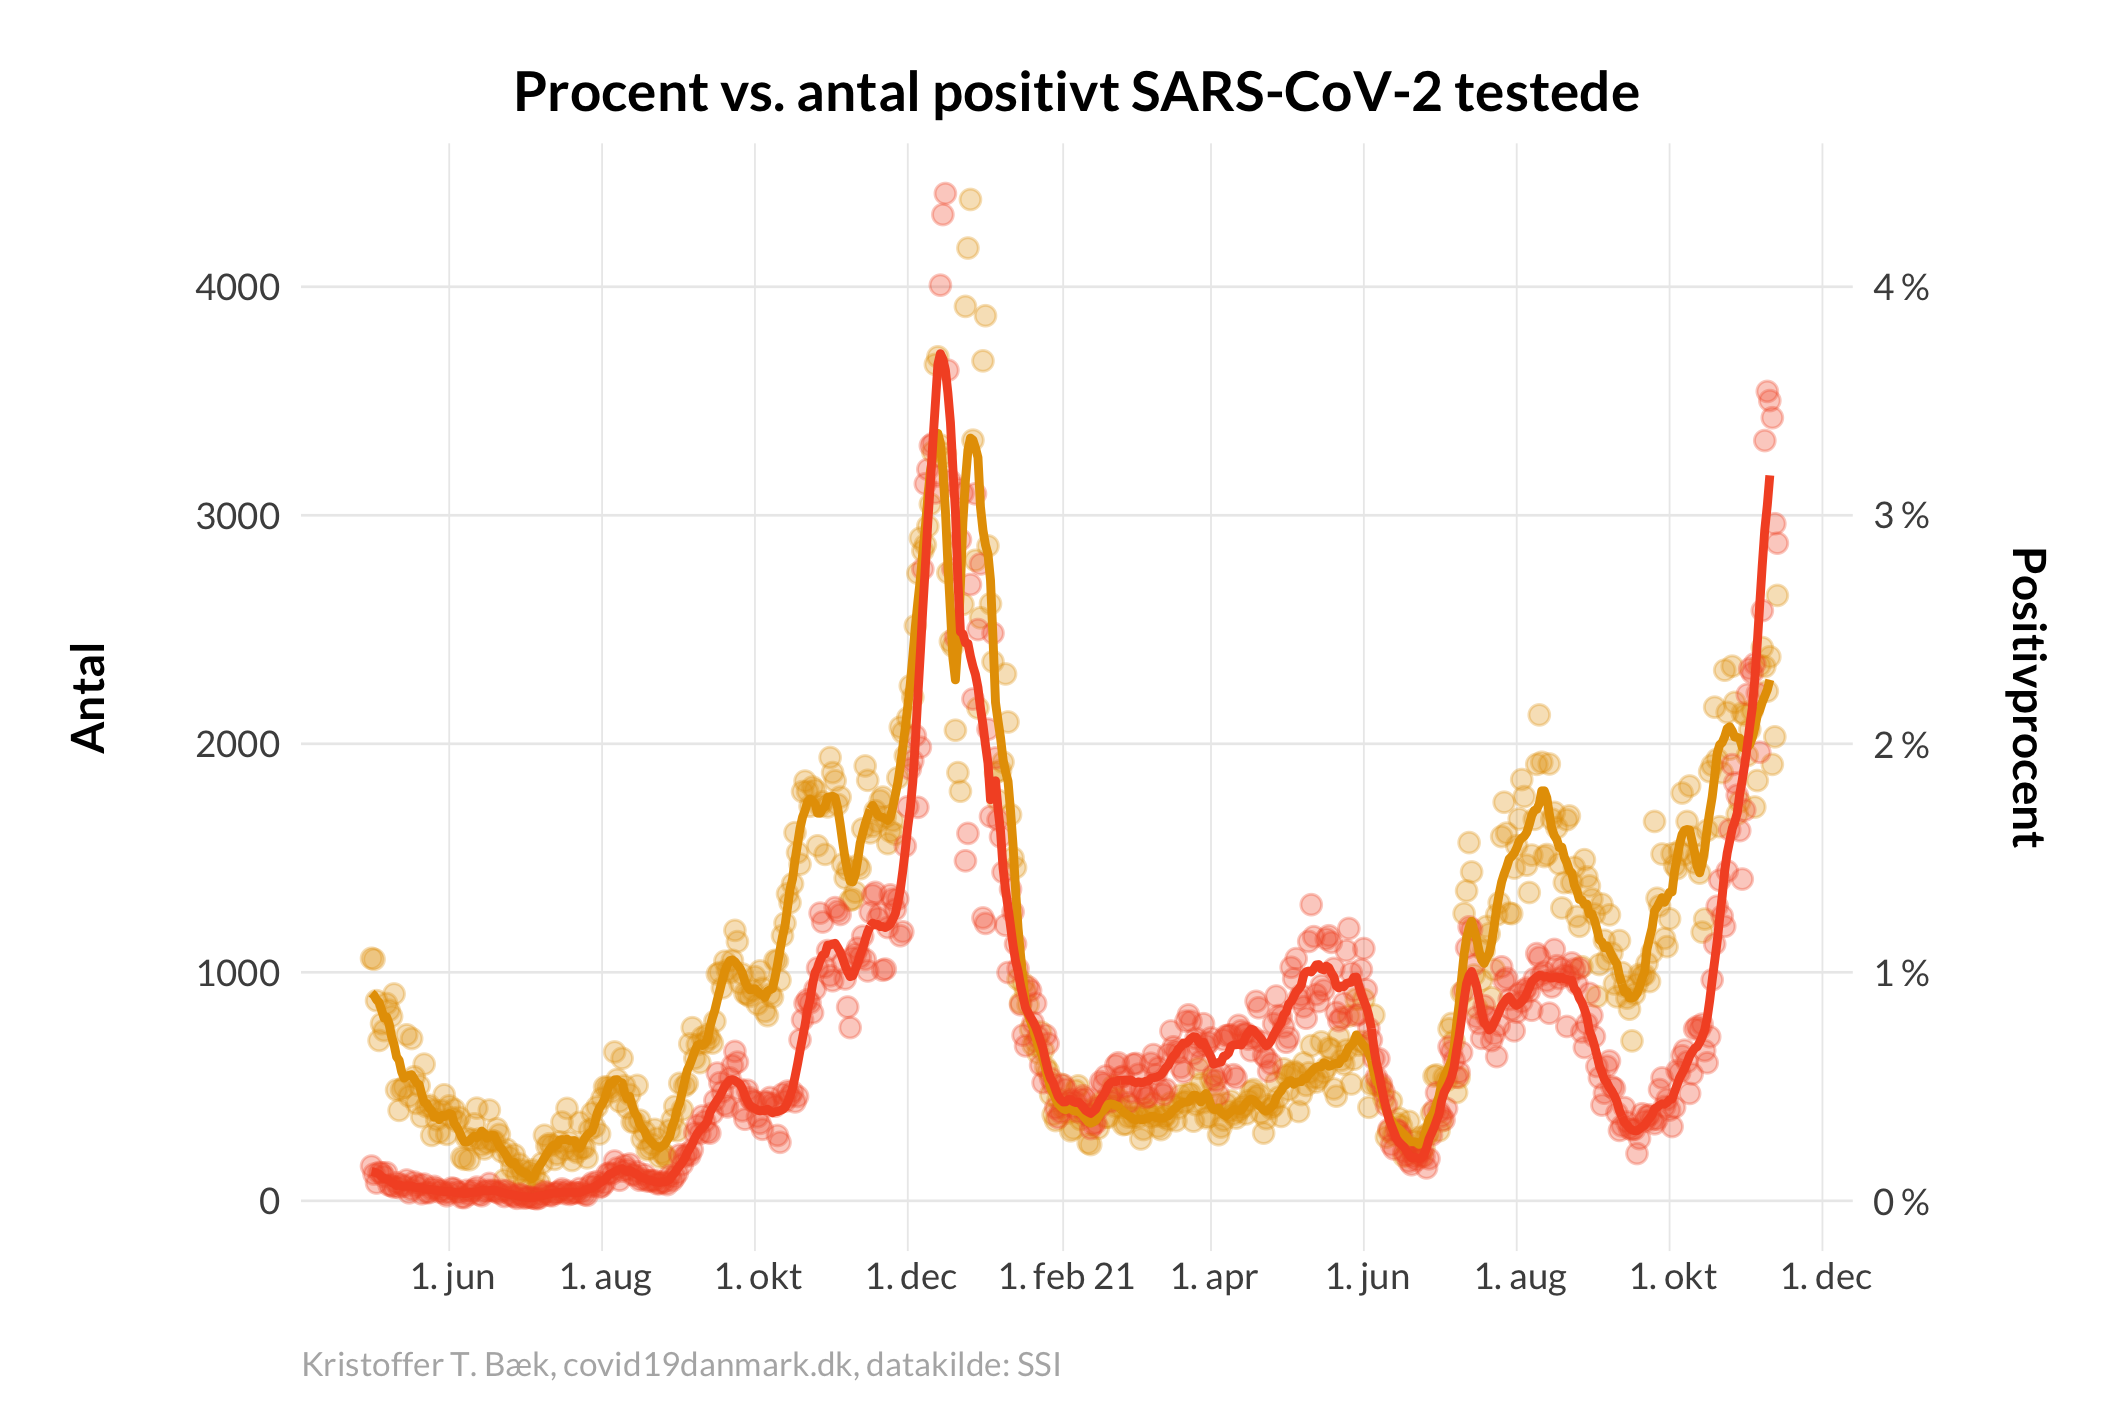 Procent vs. antal positivt SARS-CoV-2 testede
4000
3000
2000
1000
0
Antal
4 %
3 %
2 %
1 %
0 %
Positivprocent
1. jun
1. aug
1. okt
1. dec
1. feb 21
1. apr
1. jun
1. aug
1. okt
1. dec
Kristoffer T. Bæk, covid19danmark.dk, datakilde: SSI